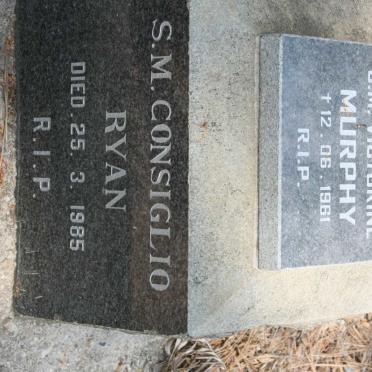 S.M. CONSIGLIO
RYAN
DIED 25. 3. 1985
R.I.P.
MURPHY
† 12.06.1961
R.I.P.